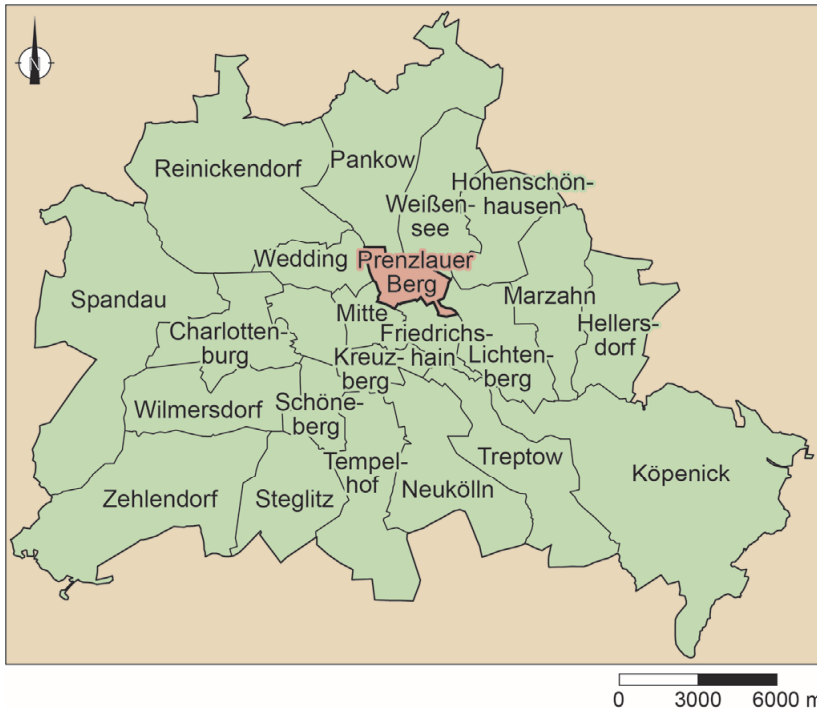 N
Reinickendorf
Pankow
Hohenschön-
hausen
Weißen-
see
Wedding
Prenzlauer
Berg
Spandau
Marzahn
Mitte
Hellers-
dorf
Charlotten-
burg
Friedrichs-
hain
Kreuz-
berg
Lichten-
berg
Wilmersdorf
Schöne-
berg
Treptow
Köpenick
Tempel-
hof
Zehlendorf
Steglitz
Neukölln
0 3000 6000 m